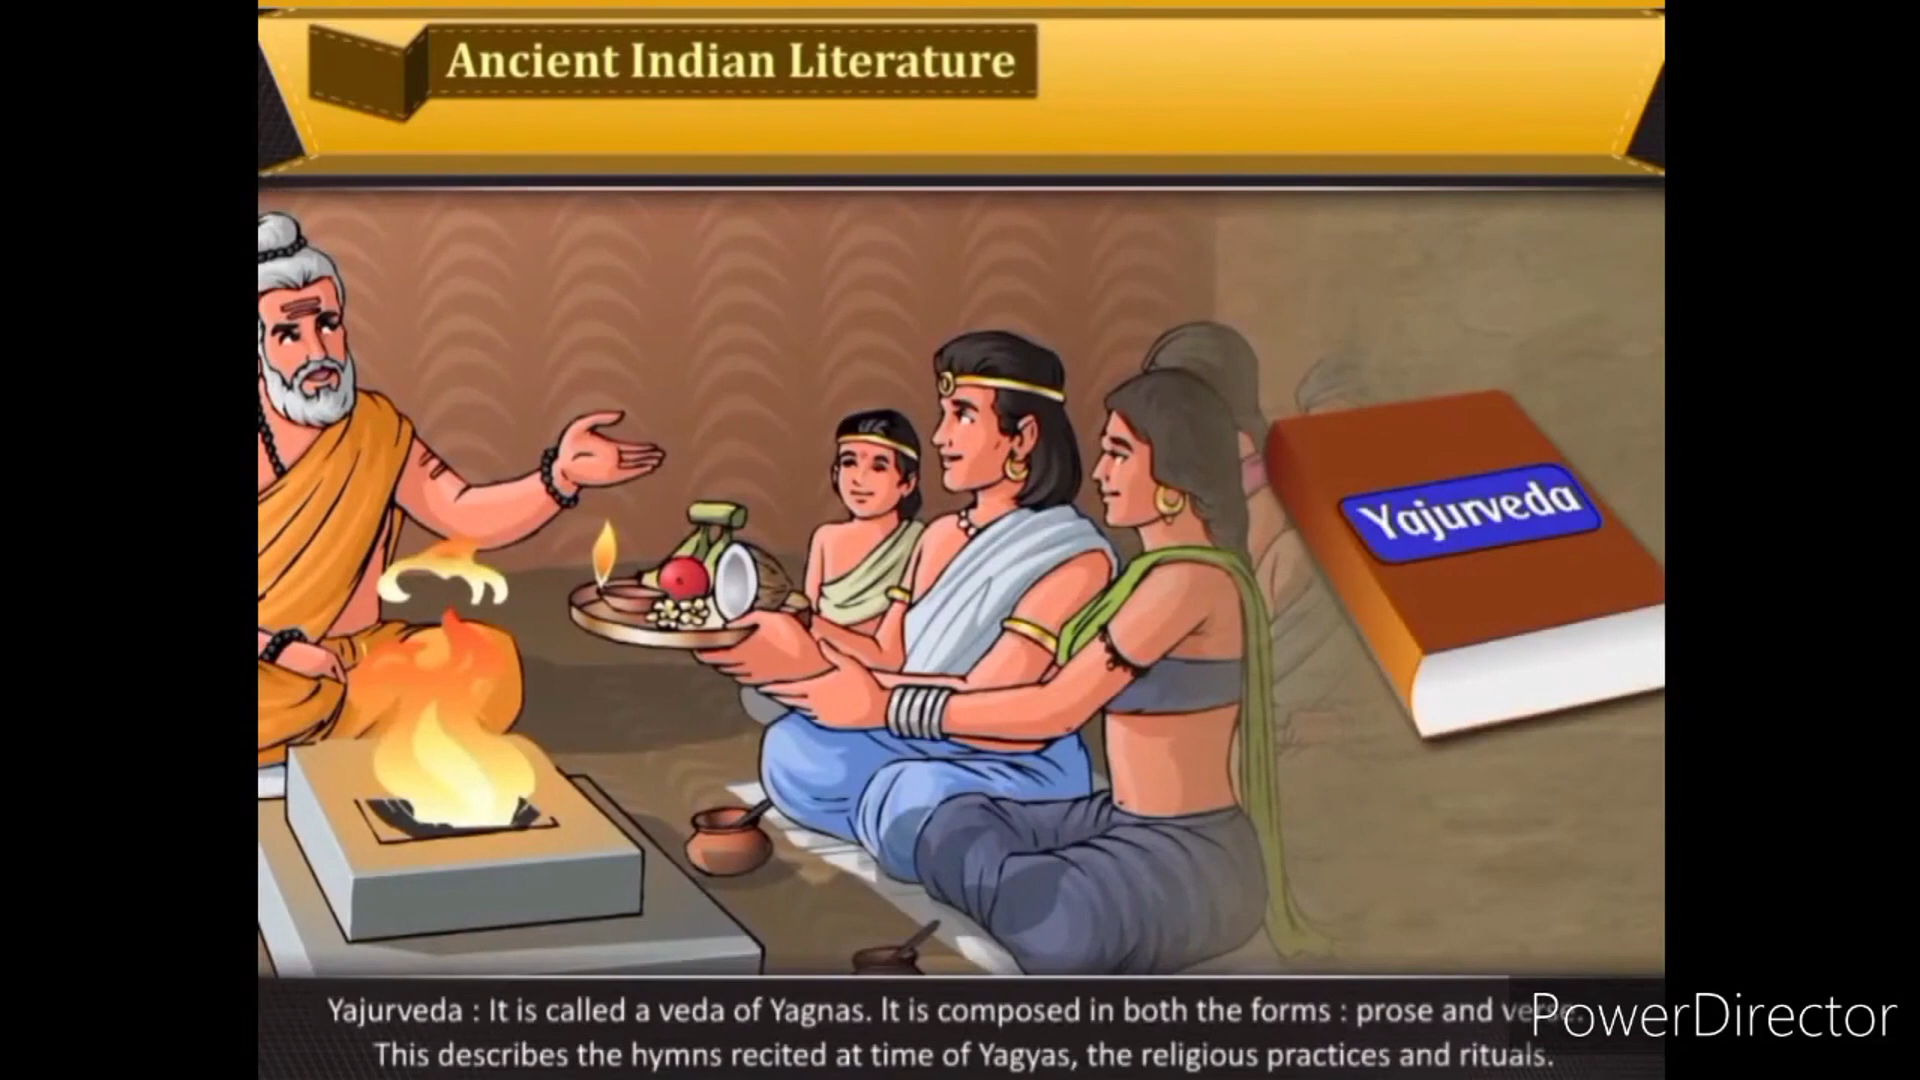 Ancient Indian Literature
Yajurveda
Yajurveda : It is called a veda of Yagnas. It is composed in both the forms : prose and verse.
This describes the hymns recited at time of Yagyas, the religious practices and rituals.
PowerDirector